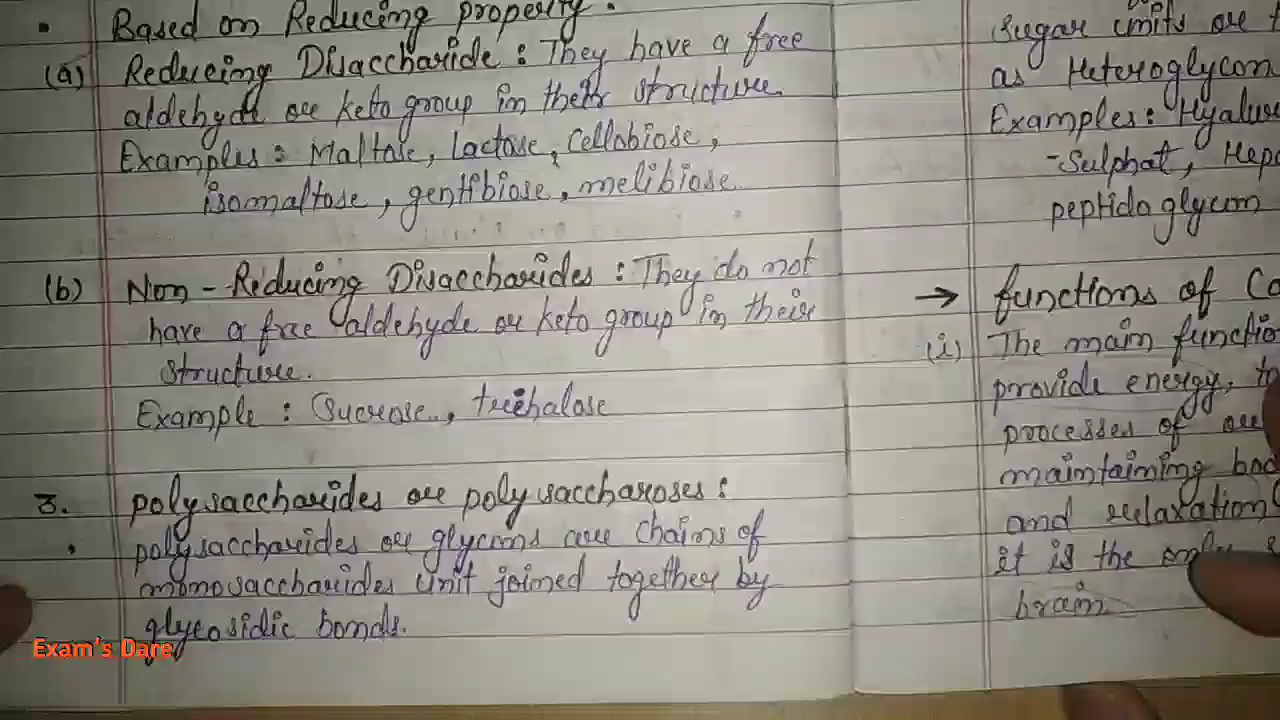 • Based on Reducing property.
(a) Reducing Disaccharide : They have a free
aldehyde or keto group in their structure.
Examples : Maltose, lactose, Cellobiose,
isomaltose, gentibiose, melibiose.
(b) Non-Reducing Disaccharides : They do not
have a free aldehyde or keto group in their
structure.
Example : Sucrose, trehalose
3. polysaccharides or polysaccharoses :
• polysaccharides or glycans are chains of
monosaccharides unit joined together by
glycosidic bonds.
Sugar units are
as Heteroglycan
Examples :
-Sulphat,
peptidoglycan
→ functions of
(i) The main
provide energy,
processes of
maintaining
and relaxation
it is the only
brain
Exam's Dare